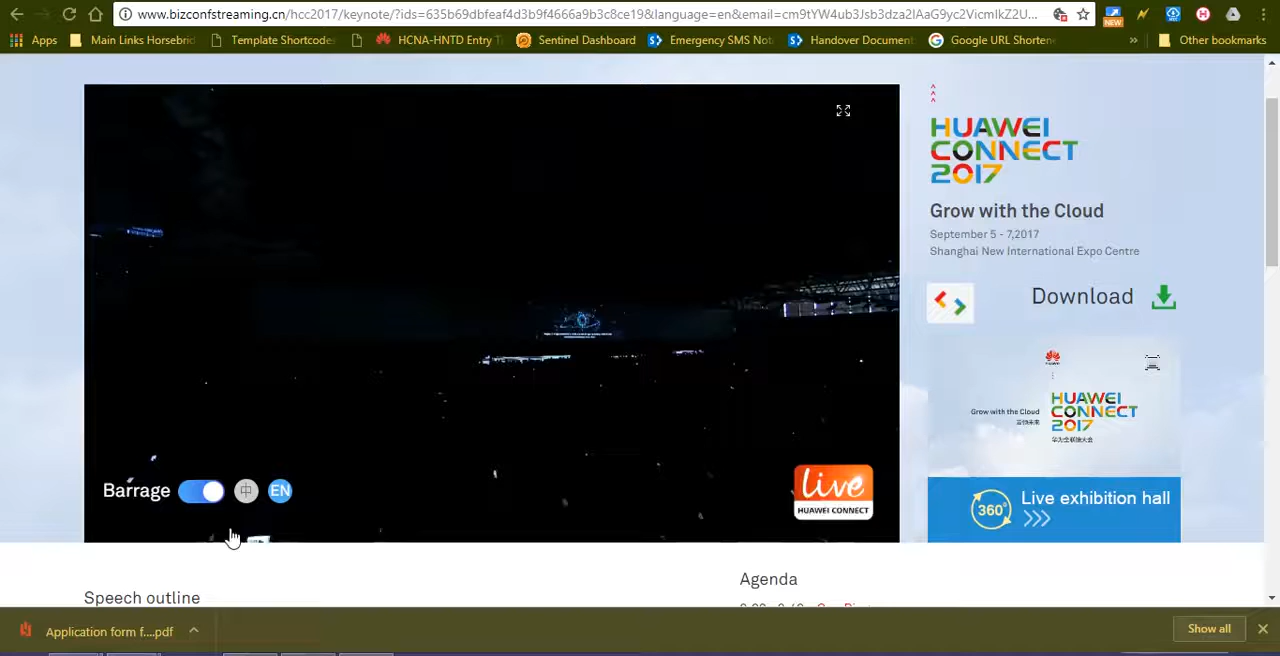 www.bizconfstreaming.cn/hcc2017/keynote/?ids=635b69dbfeaf4d3b9f4666a9b3c8ce19&language=en&email=cm9tYW4ub3Jsb3dza2lAaG9yc2VicmlkZ2U...
NEW
Apps
Main Links Horsebrid
Template Shortcode
HCNA-HNTD Entry T
Sentinel Dashboard
Emergency SMS Not
Handover Document
Google URL Shorten
»
Other bookmarks
HUAWEI
CONNECT
2017
Grow with the Cloud
September 5 - 7,2017
Shanghai New International Expo Centre
Download
HUAWEI
Grow with the Cloud
HUAWEI
CONNECT
2017
Barrage
中
EN
Live
HUAWEI CONNECT
360°
Live exhibition hall
Speech outline
Agenda
Application form f....pdf
Show all